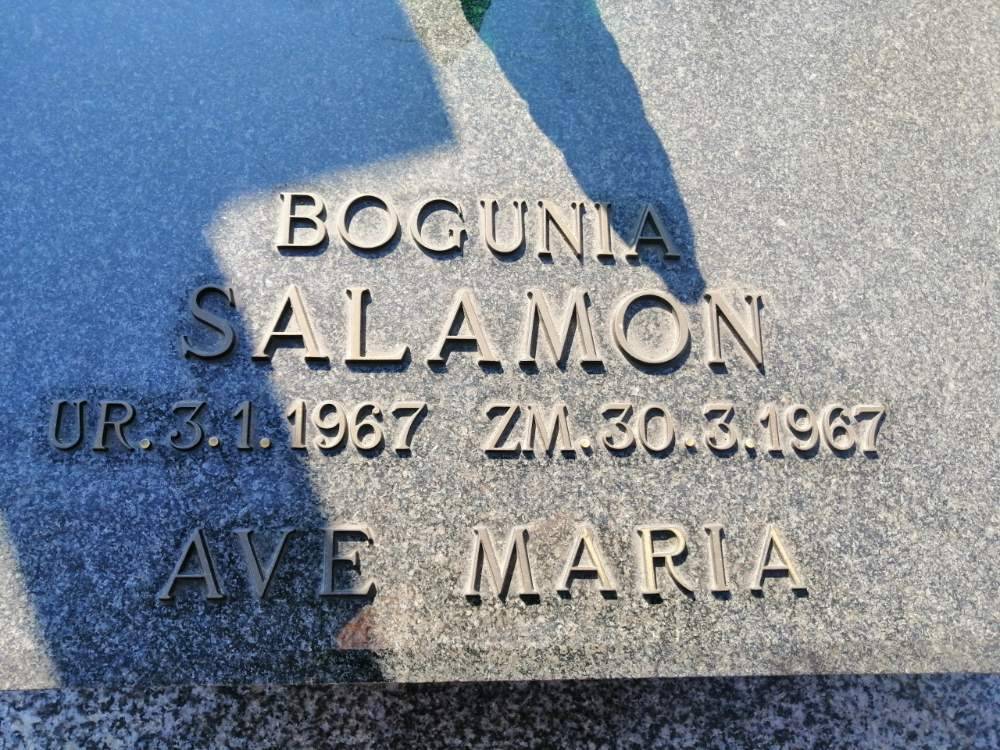 BOGUNIA
SALAMON
UR. 3.1.1967 ZM. 30.3.1967
AVE MARIA